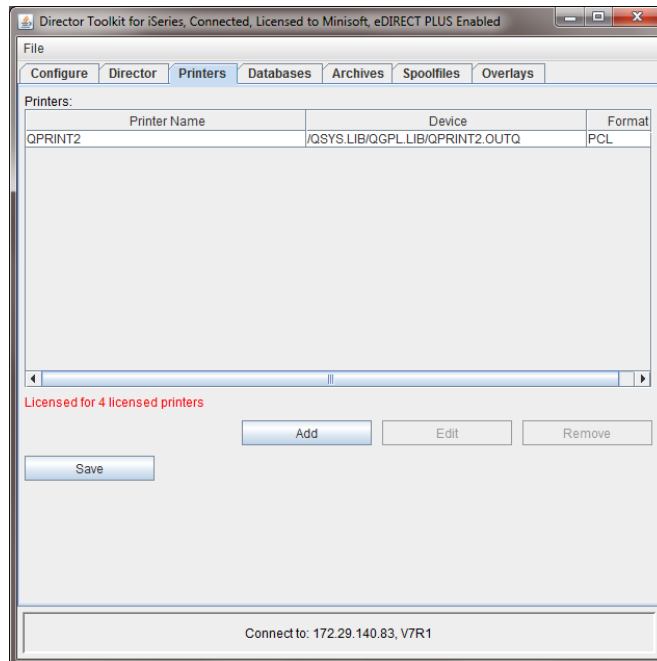 Director Toolkit for iSeries, Connected, Licensed to Minisoft, eDIRECT PLUS Enabled
File
Configure Director Printers Databases Archives Spoolfiles Overlays
Printers:
Printer Name Device Format
QPRINT2 /QSYS.LIB/QGPL.LIB/QPRINT2.OUTQ PCL
Licensed for 4 licensed printers
Add Edit Remove
Save
Connect to: 172.29.140.83, V7R1